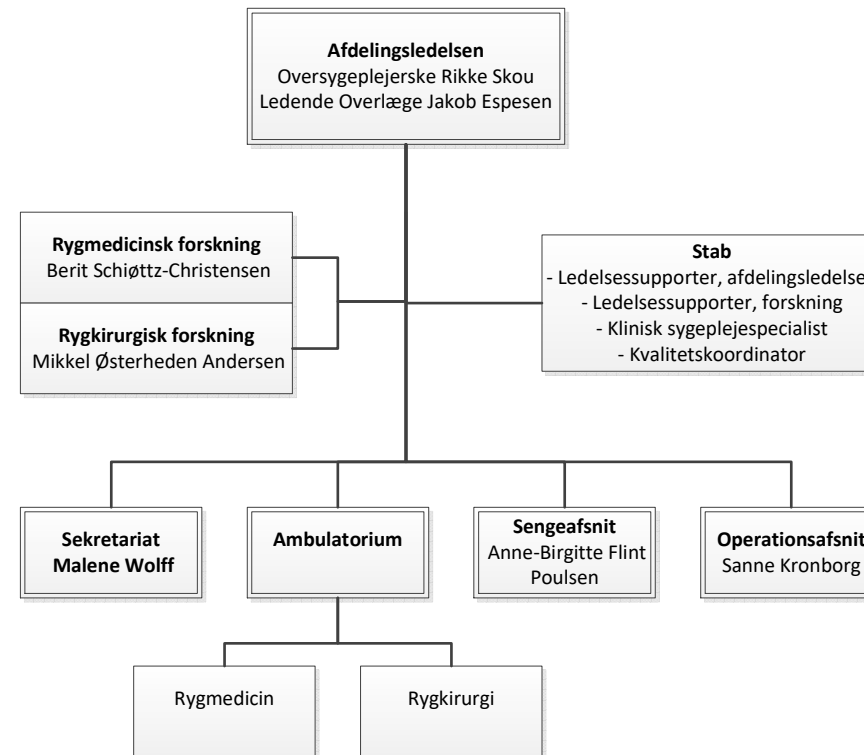 Afdelingsledelsen
Oversygeplejerske Rikke Skou
Ledende Overlæge Jakob Espesen
Rygmedicinsk forskning
Berit Schiøttz-Christensen
Rygkirurgisk forskning
Mikkel Østerheden Andersen
Stab
- Ledelsessupporter, afdelingsledelse
- Ledelsessupporter, forskning
- Klinisk sygeplejespecialist
- Kvalitetskoordinator
Sekretariat
Malene Wolff
Ambulatorium
Sengeafsnit
Anne-Birgitte Flint
Poulsen
Operationsafsnit
Sanne Kronborg
Rygmedicin
Rygkirurgi